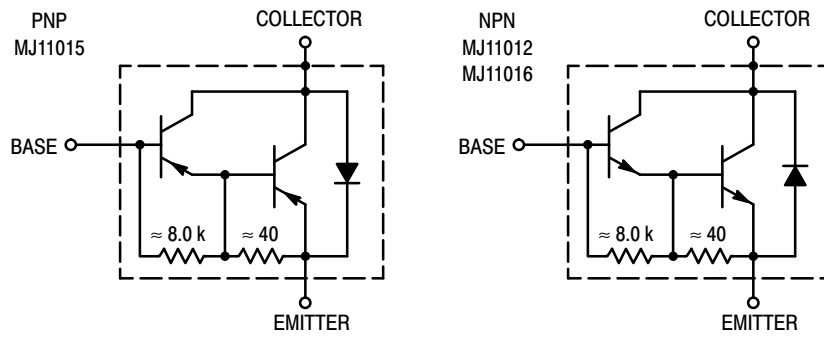 PNP
MJ11015
COLLECTOR
BASE
≈ 8.0 k
≈ 40
EMITTER
NPN
MJ11012
MJ11016
COLLECTOR
BASE
≈ 8.0 k
≈ 40
EMITTER